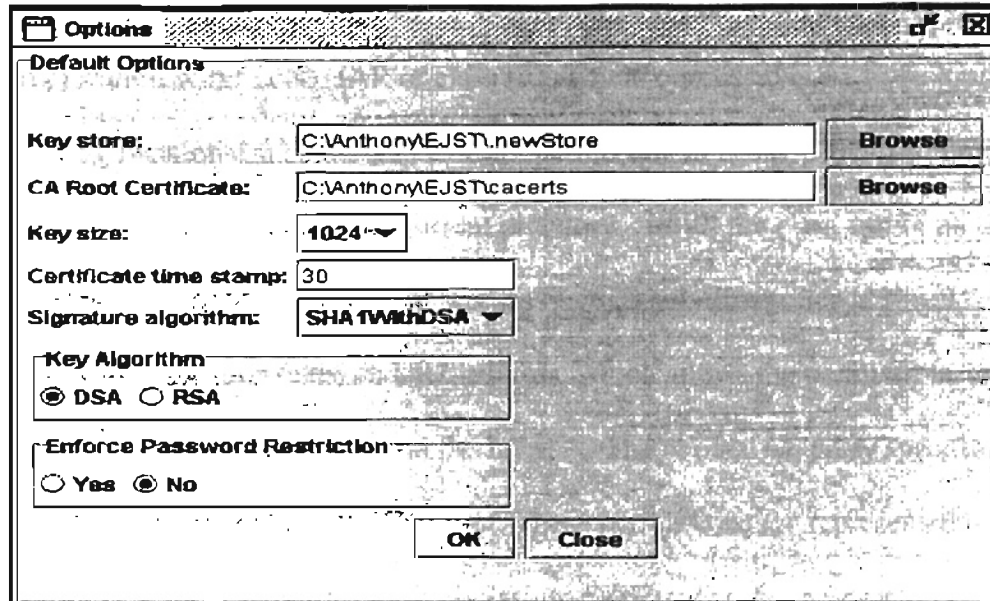 Options
Default Options
Key store: C:\Anthony\EJST\.newStore Browse
CA Root Certificate: C:\Anthony\EJST\cacerts Browse
Key size: 1024
Certificate time stamp: 30
Signature algorithm: SHA1WithDSA
Key Algorithm
DSA RSA
Enforce Password Restriction
Yes No
OK Close